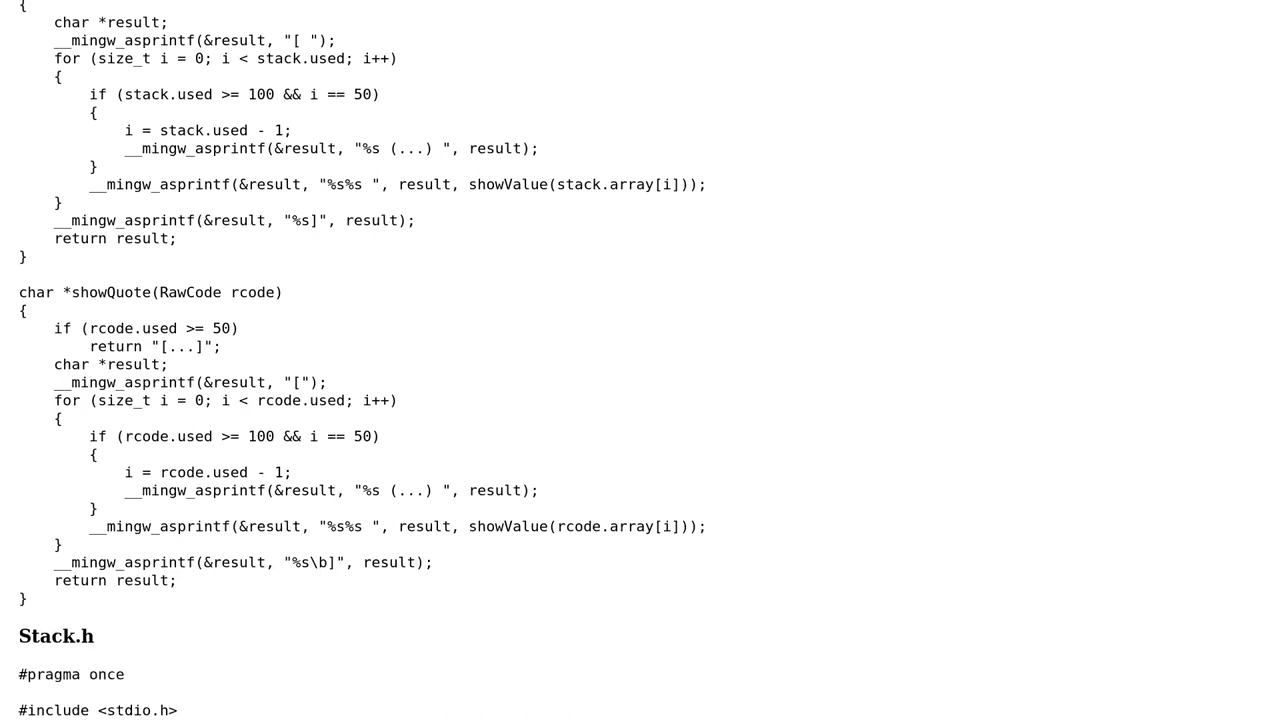 {
    char *result;
    __mingw_asprintf(&result, "[ ");
    for (size_t i = 0; i < stack.used; i++)
    {
        if (stack.used >= 100 && i == 50)
        {
            i = stack.used - 1;
            __mingw_asprintf(&result, "%s (...) ", result);
        }
        __mingw_asprintf(&result, "%s%s ", result, showValue(stack.array[i]));
    }
    __mingw_asprintf(&result, "%s]", result);
    return result;
}

char *showQuote(RawCode rcode)
{
    if (rcode.used >= 50)
        return "[...]";
    char *result;
    __mingw_asprintf(&result, "[");
    for (size_t i = 0; i < rcode.used; i++)
    {
        if (rcode.used >= 100 && i == 50)
        {
            i = rcode.used - 1;
            __mingw_asprintf(&result, "%s (...) ", result);
        }
        __mingw_asprintf(&result, "%s%s ", result, showValue(rcode.array[i]));
    }
    __mingw_asprintf(&result, "%s\b]", result);
    return result;
}
Stack.h
#pragma once

#include <stdio.h>